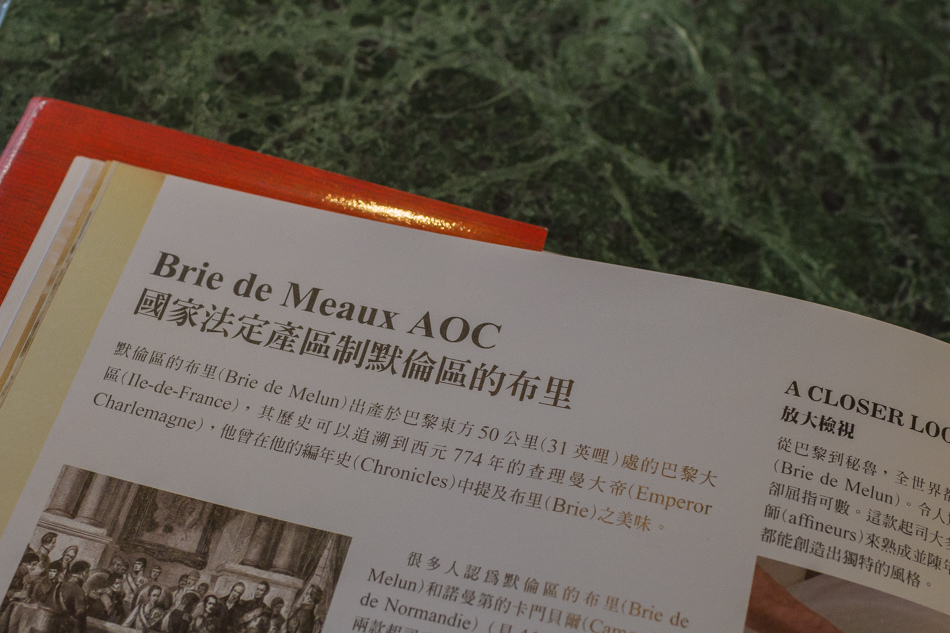 Brie de Meaux AOC
國家法定產區制默倫區的布里
默倫區的布里(Brie de Melun)出產於巴黎東方50公里(31英哩)處的巴黎大
區(Ile-de-France)，其歷史可以追溯到西元774年的查理曼大帝(Emperor
Charlemagne)，他曾在他的編年史(Chronicles)中提及布里(Brie)之美味。
很多人認爲默倫區的布里(Brie de
Melun)和諾曼第的卡門貝爾(Cam
de Normandie)
兩款起
A CLOSER LOO
放大檢視
從巴黎到秘魯，全世界都
(Brie de Melun)。令人
卻屈指可數。這款起司大多
師(affineurs)來熟成並陳年
都能創造出獨特的風格。